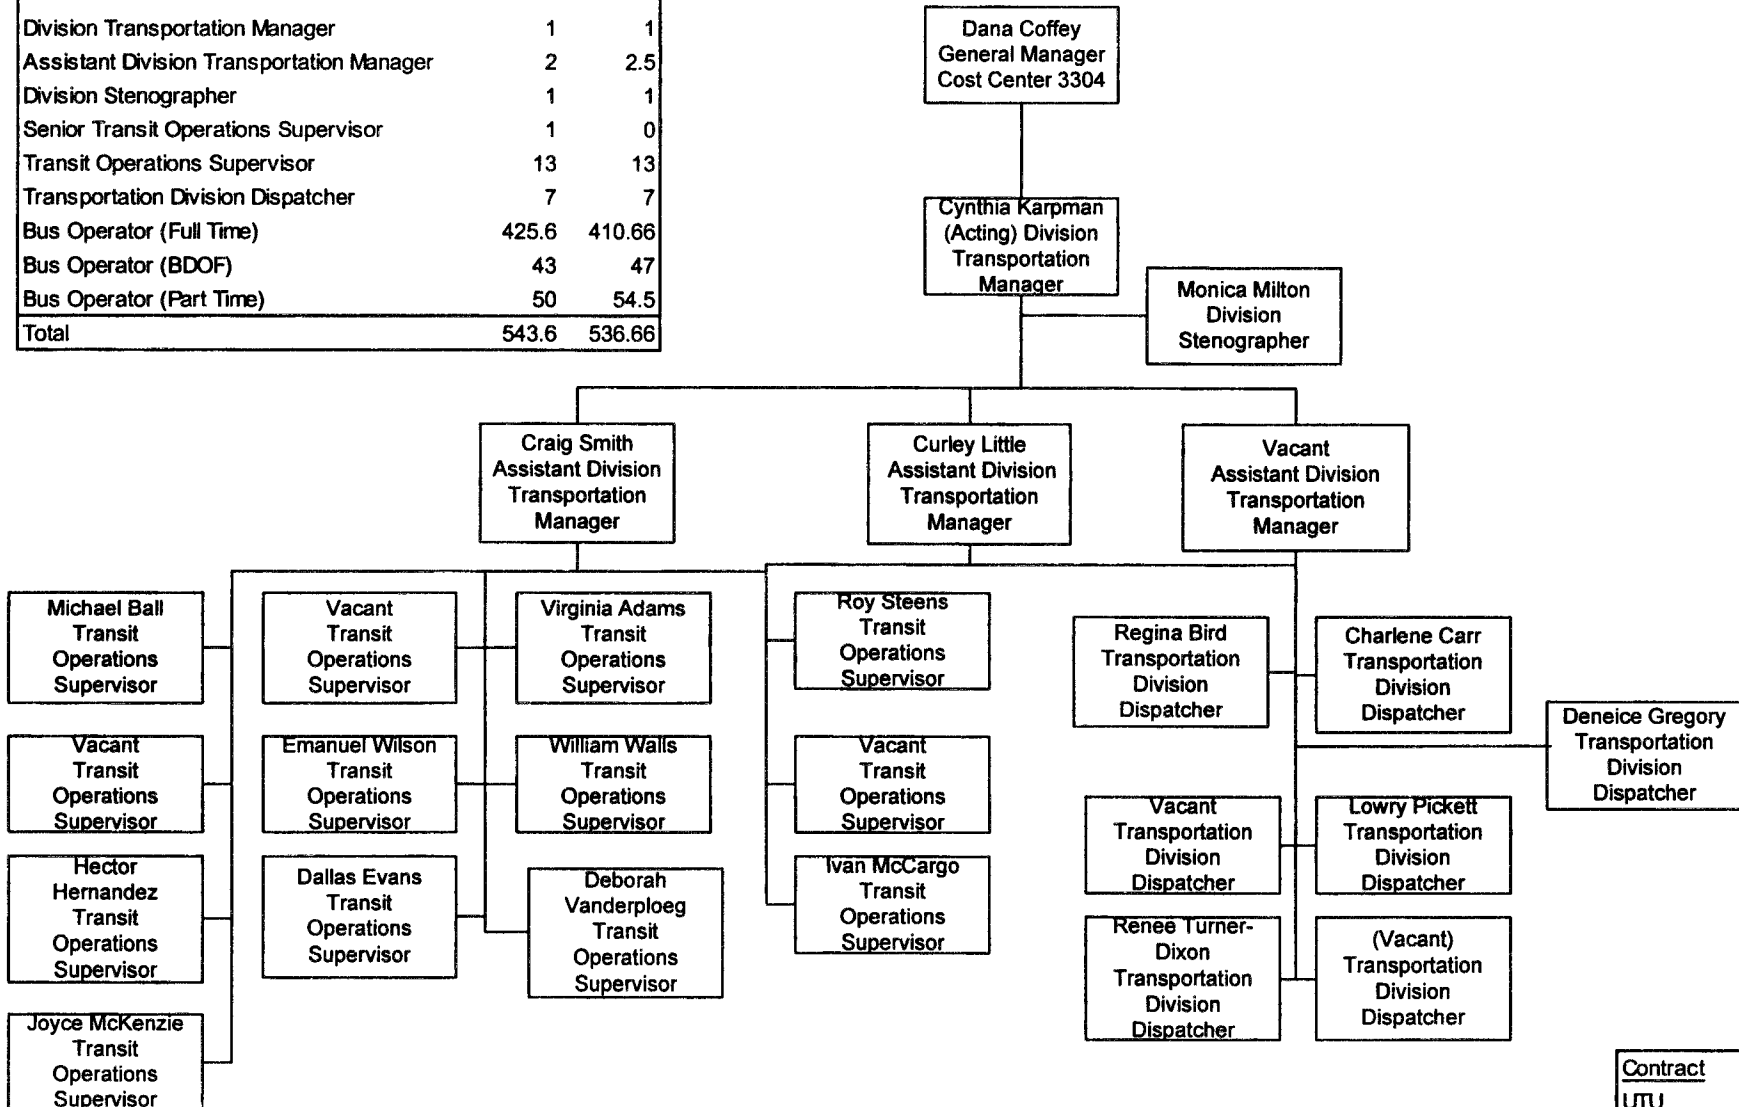 Division Transportation Manager 1 1
Assistant Division Transportation Manager 2 2.5
Division Stenographer 1 1
Senior Transit Operations Supervisor 1 0
Transit Operations Supervisor 13 13
Transportation Division Dispatcher 7 7
Bus Operator (Full Time) 425.6 410.66
Bus Operator (BDOF) 43 47
Bus Operator (Part Time) 50 54.5
Total 543.6 536.66
Dana Coffey
General Manager
Cost Center 3304
Cynthia Karpman
(Acting) Division
Transportation
Manager
Monica Milton
Division
Stenographer
Craig Smith
Assistant Division
Transportation
Manager
Curley Little
Assistant Division
Transportation
Manager
Vacant
Assistant Division
Transportation
Manager
Michael Ball
Transit
Operations
Supervisor
Vacant
Transit
Operations
Supervisor
Virginia Adams
Transit
Operations
Supervisor
Roy Steens
Transit
Operations
Supervisor
Regina Bird
Transportation
Division
Dispatcher
Charlene Carr
Transportation
Division
Dispatcher
Deneice Gregory
Transportation
Division
Dispatcher
Vacant
Transit
Operations
Supervisor
Emanuel Wilson
Transit
Operations
Supervisor
William Walls
Transit
Operations
Supervisor
Vacant
Transit
Operations
Supervisor
Vacant
Transportation
Division
Dispatcher
Lowry Pickett
Transportation
Division
Dispatcher
Hector
Hernandez
Transit
Operations
Supervisor
Dallas Evans
Transit
Operations
Supervisor
Deborah
Vanderploeg
Transit
Operations
Supervisor
Ivan McCargo
Transit
Operations
Supervisor
Renee Turner-
Dixon
Transportation
Division
Dispatcher
(Vacant)
Transportation
Division
Dispatcher
Joyce McKenzie
Transit
Operations
Supervisor
Contract
UTU